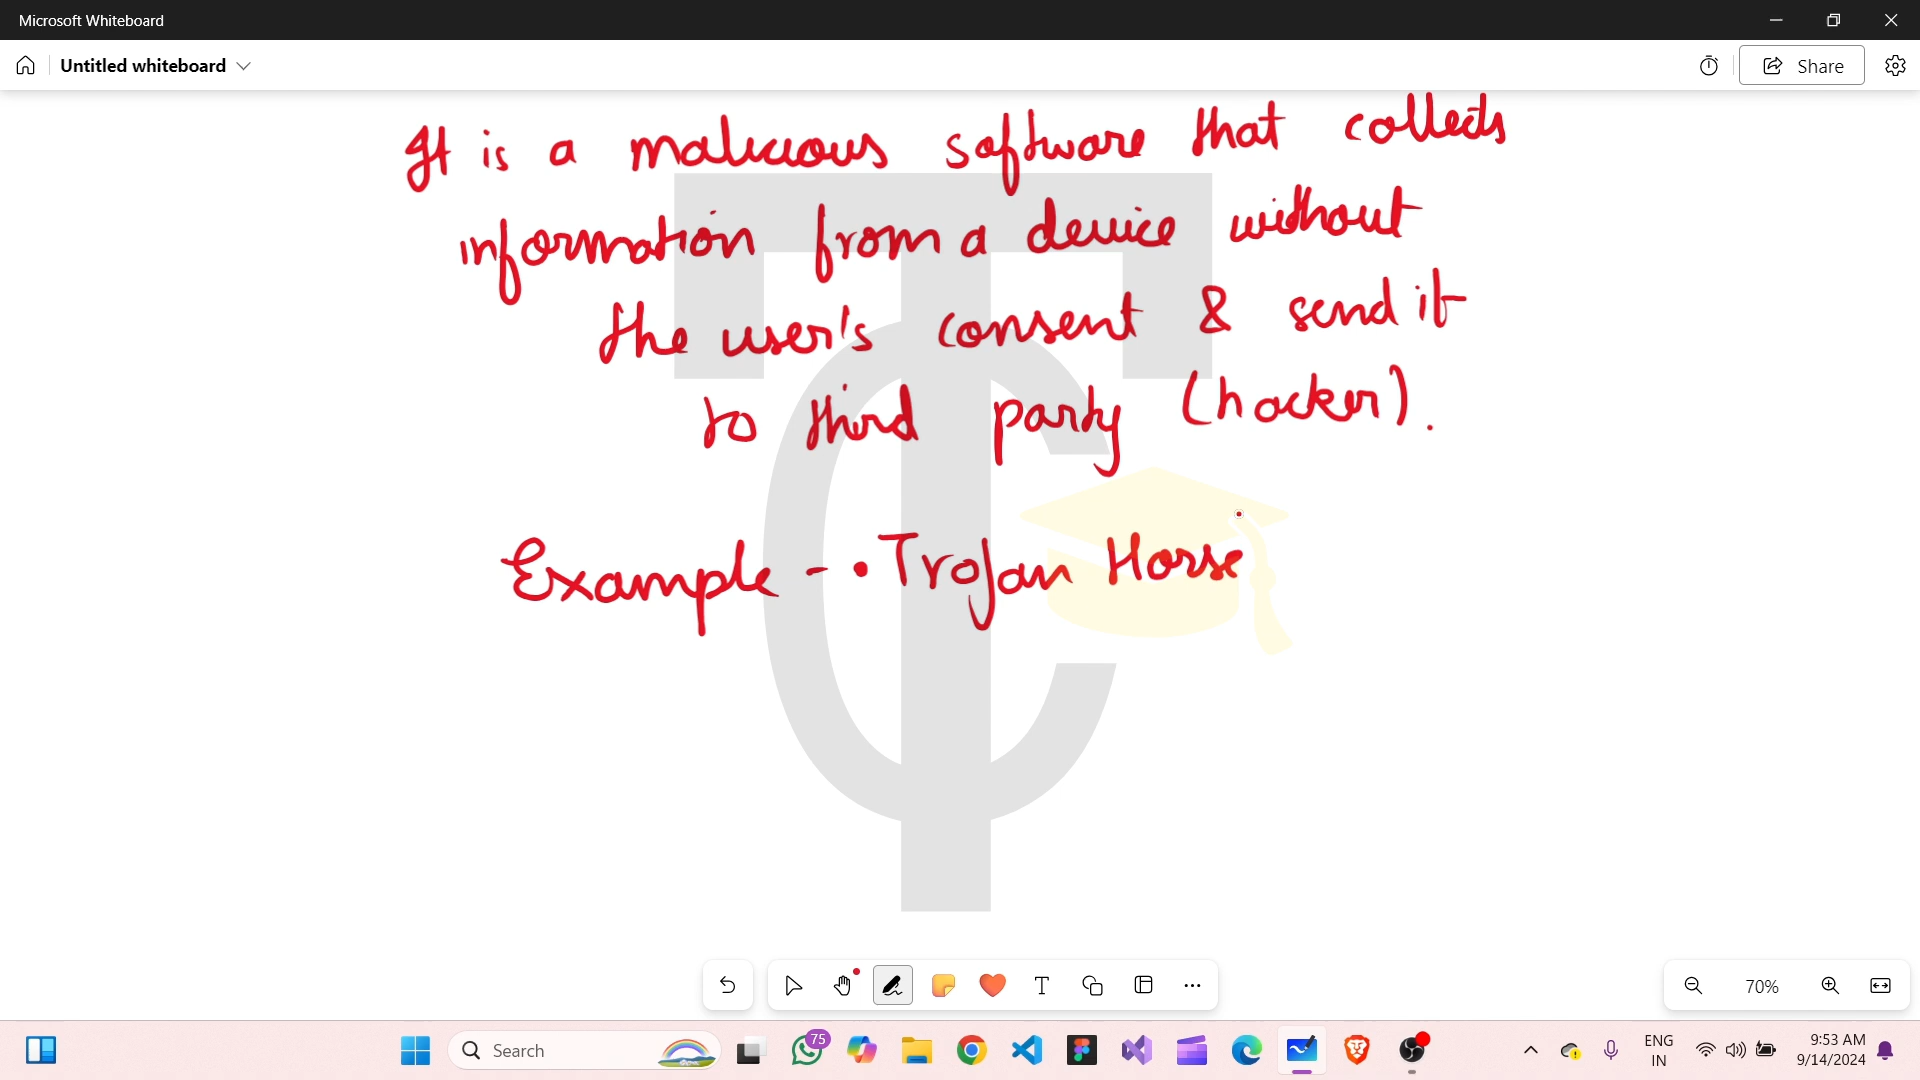 Microsoft Whiteboard
Untitled whiteboard
Share
It is a malicious software that collects
information from a device without
the user's consent & send it
to third party (hacker).
Example - • Trojan Horse
70%
Search
75
ENG
IN
9:53 AM
9/14/2024